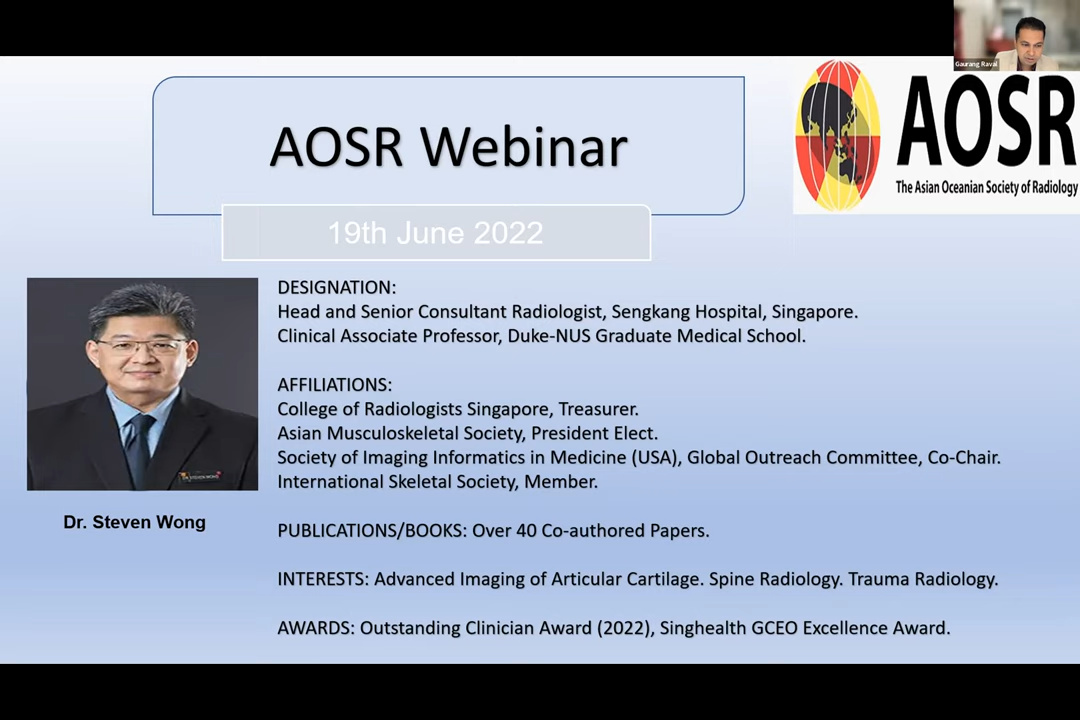 Gaurang Raval
AOSR Webinar
AOSR
The Asian Oceanian Society of Radiology
19th June 2022
DESIGNATION:
Head and Senior Consultant Radiologist, Sengkang Hospital, Singapore.
Clinical Associate Professor, Duke-NUS Graduate Medical School.
AFFILIATIONS:
College of Radiologists Singapore, Treasurer.
Asian Musculoskeletal Society, President Elect.
Society of Imaging Informatics in Medicine (USA), Global Outreach Committee, Co-Chair.
International Skeletal Society, Member.
DR STEVEN WONG
Dr. Steven Wong
PUBLICATIONS/BOOKS: Over 40 Co-authored Papers.
INTERESTS: Advanced Imaging of Articular Cartilage. Spine Radiology. Trauma Radiology.
AWARDS: Outstanding Clinician Award (2022), Singhealth GCEO Excellence Award.